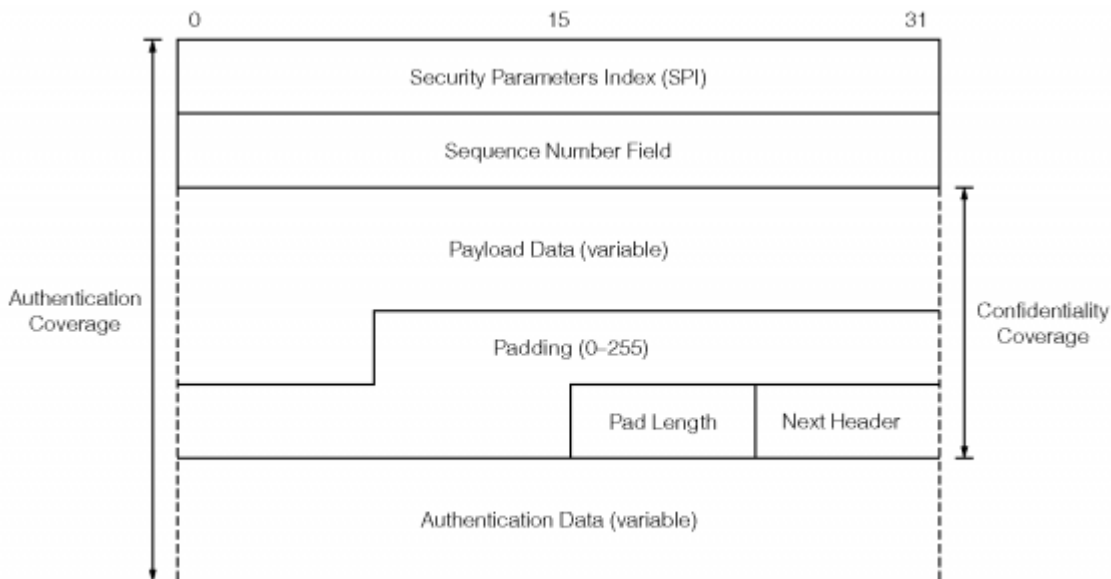 0 15 31
Security Parameters Index (SPI)
Sequence Number Field
Payload Data (variable)
Authentication
Coverage
Confidentiality
Coverage
Padding (0–255)
Pad Length Next Header
Authentication Data (variable)